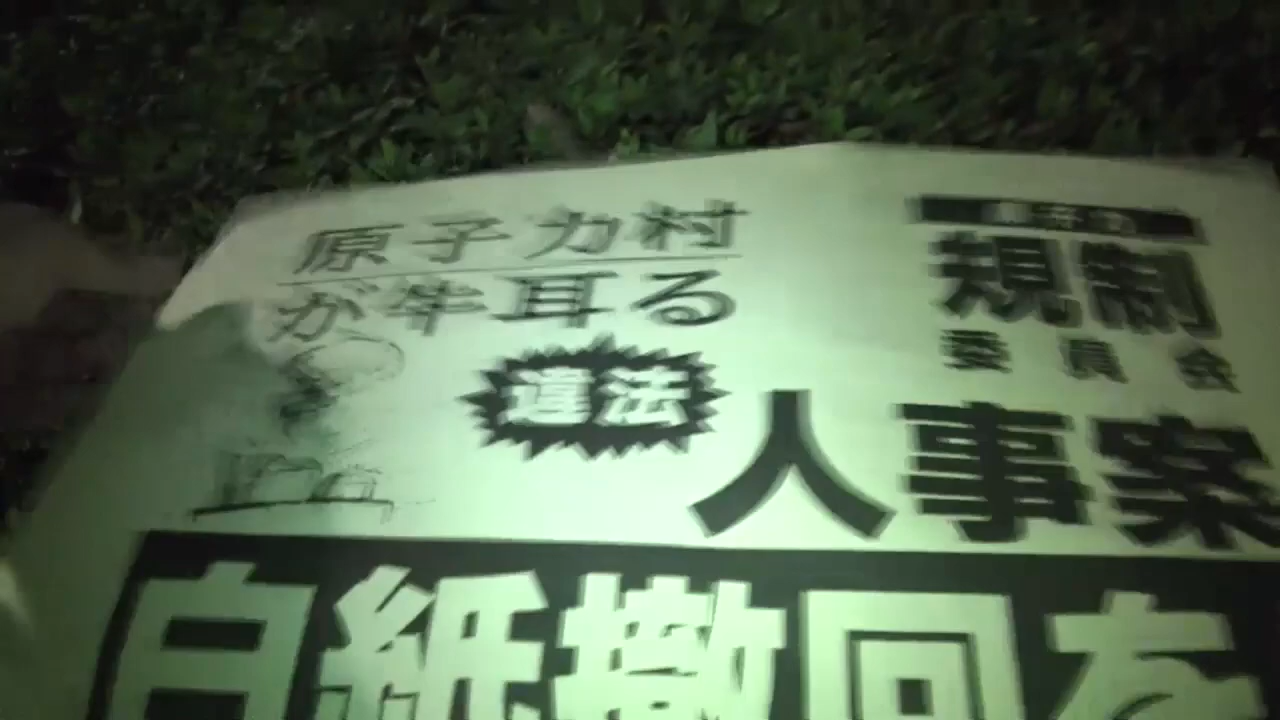 原子力村
が牛耳る
違法
規制
委員会
人事案
白紙撤回を